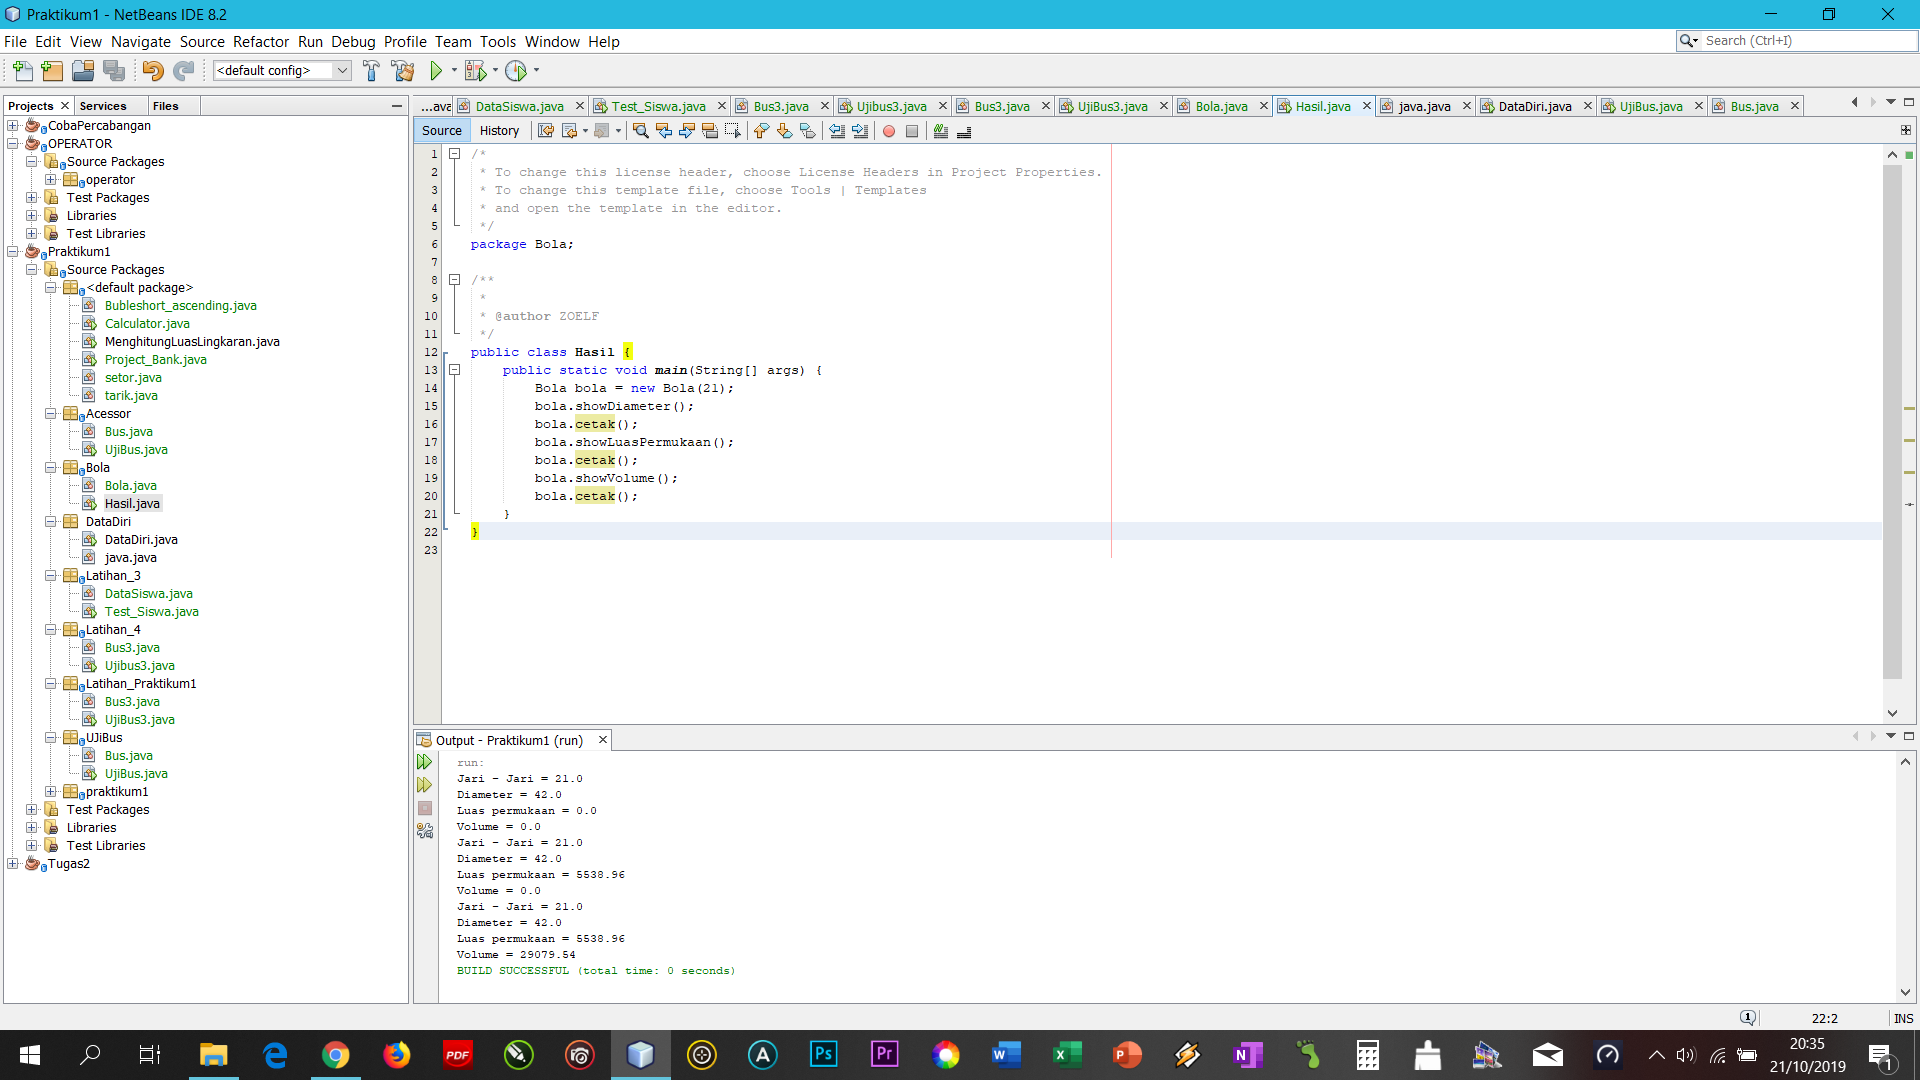 Praktikum1 - NetBeans IDE 8.2
File Edit View Navigate Source Refactor Run Debug Profile Team Tools Window Help
Search (Ctrl+I)
<default config>
Projects Services Files
CobaPercabangan
OPERATOR
Source Packages
operator
Test Packages
Libraries
Test Libraries
Praktikum1
Source Packages
<default package>
Bubleshort_ascending.java
Calculator.java
MenghitungLuasLingkaran.java
Project_Bank.java
setor.java
tarik.java
Acessor
Bus.java
UjiBus.java
Bola
Bola.java
Hasil.java
DataDiri
DataDiri.java
java.java
Latihan_3
DataSiswa.java
Test_Siswa.java
Latihan_4
Bus3.java
Ujibus3.java
Latihan_Praktikum1
Bus3.java
UjiBus3.java
UJiBus
Bus.java
UjiBus.java
praktikum1
Test Packages
Libraries
Test Libraries
Tugas2
...ava DataSiswa.java Test_Siswa.java Bus3.java Ujibus3.java Bus3.java UjiBus3.java Bola.java Hasil.java java.java DataDiri.java UjiBus.java Bus.java
Source History
1 /*
2 * To change this license header, choose License Headers in Project Properties.
3 * To change this template file, choose Tools | Templates
4 * and open the template in the editor.
5 */
6 package Bola;
7
8 /**
9 *
10 * @author ZOELF
11 */
12 public class Hasil {
13 public static void main(String[] args) {
14 Bola bola = new Bola(21);
15 bola.showDiameter();
16 bola.cetak();
17 bola.showLuasPermukaan();
18 bola.cetak();
19 bola.showVolume();
20 bola.cetak();
21 }
22 }
23
Output - Praktikum1 (run)
run:
Jari - Jari = 21.0
Diameter = 42.0
Luas permukaan = 0.0
Volume = 0.0
Jari - Jari = 21.0
Diameter = 42.0
Luas permukaan = 5538.96
Volume = 0.0
Jari - Jari = 21.0
Diameter = 42.0
Luas permukaan = 5538.96
Volume = 29079.54
BUILD SUCCESSFUL (total time: 0 seconds)
1 22:2 INS
PDF Ps Pr
20:35
21/10/2019
1